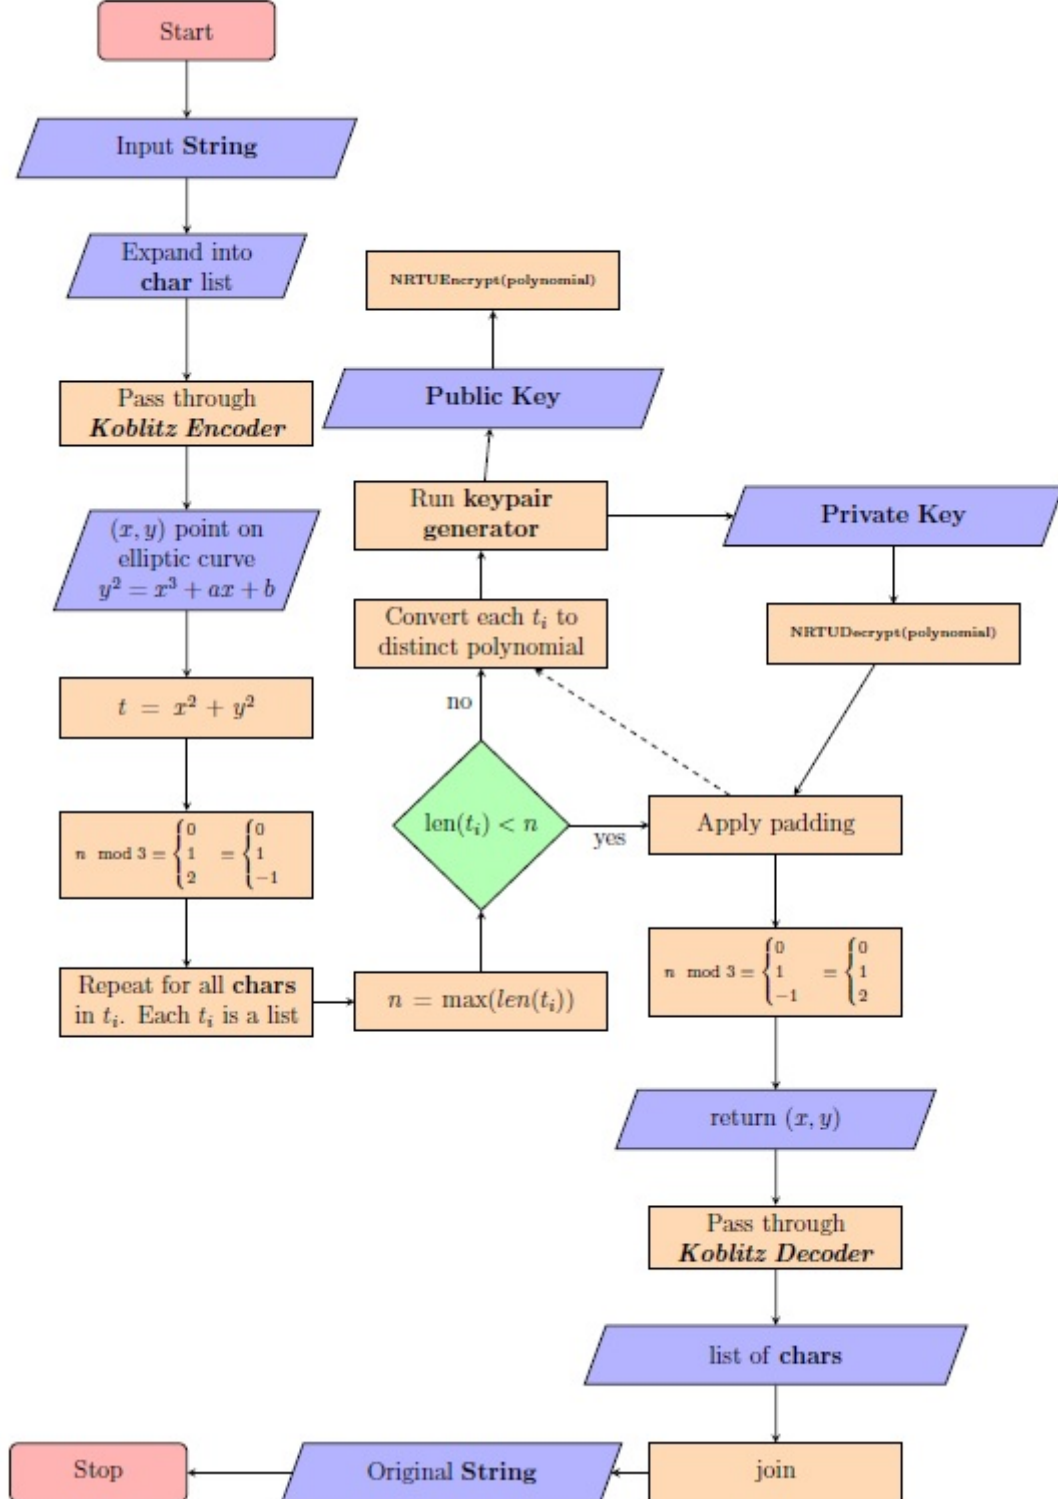 Start
Input String
Expand into
char list
Pass through
Koblitz Encoder
(x, y) point on
elliptic curve
y² = x³ + ax + b
t = x² + y²
n mod 3 = {0 1 2 = {0 1 −1
Repeat for all chars
in tᵢ. Each tᵢ is a list
n = max(len(tᵢ))
len(tᵢ) < n
no
yes
Convert each tᵢ to
distinct polynomial
Run keypair
generator
Public Key
NRTUEncrypt(polynomial)
Private Key
NRTUDecrypt(polynomial)
Apply padding
n mod 3 = {0 1 −1 = {0 1 2
return (x, y)
Pass through
Koblitz Decoder
list of chars
join
Original String
Stop